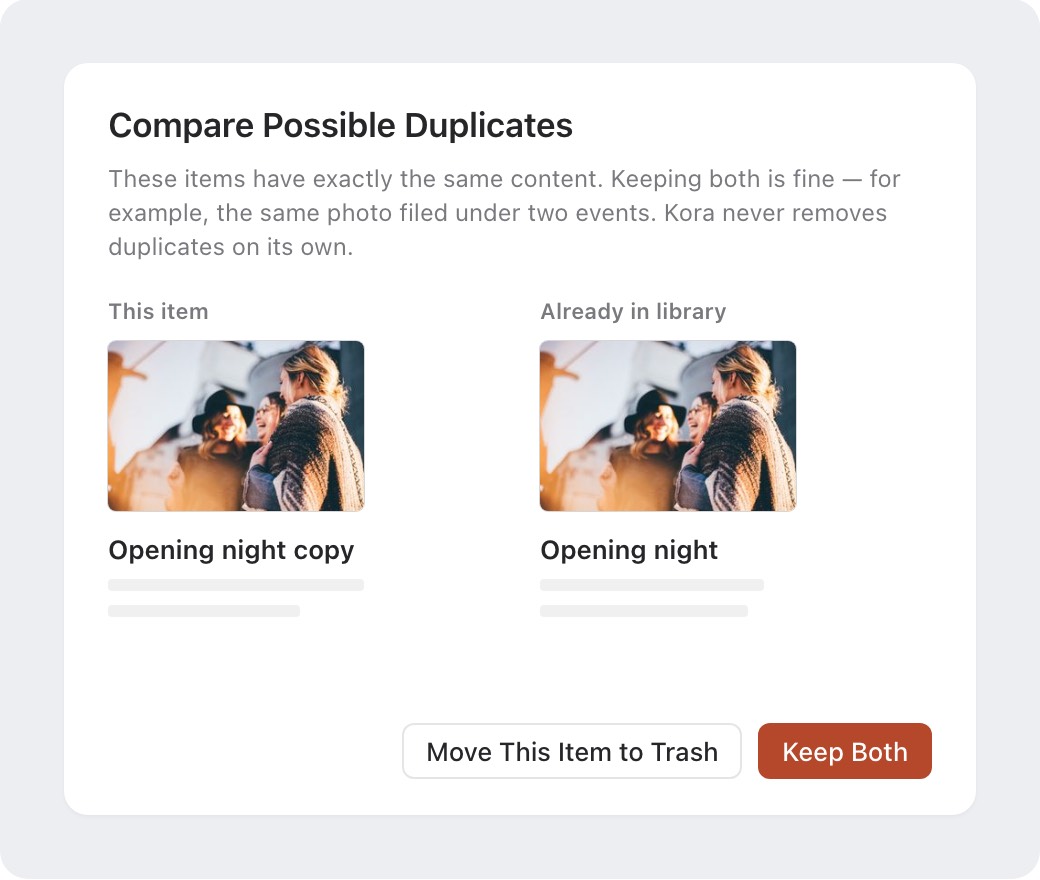 Compare Possible Duplicates
These items have exactly the same content. Keeping both is fine — for
example, the same photo filed under two events. Kora never removes
duplicates on its own.
This item
Already in library
Opening night copy
Opening night
Move This Item to Trash
Keep Both